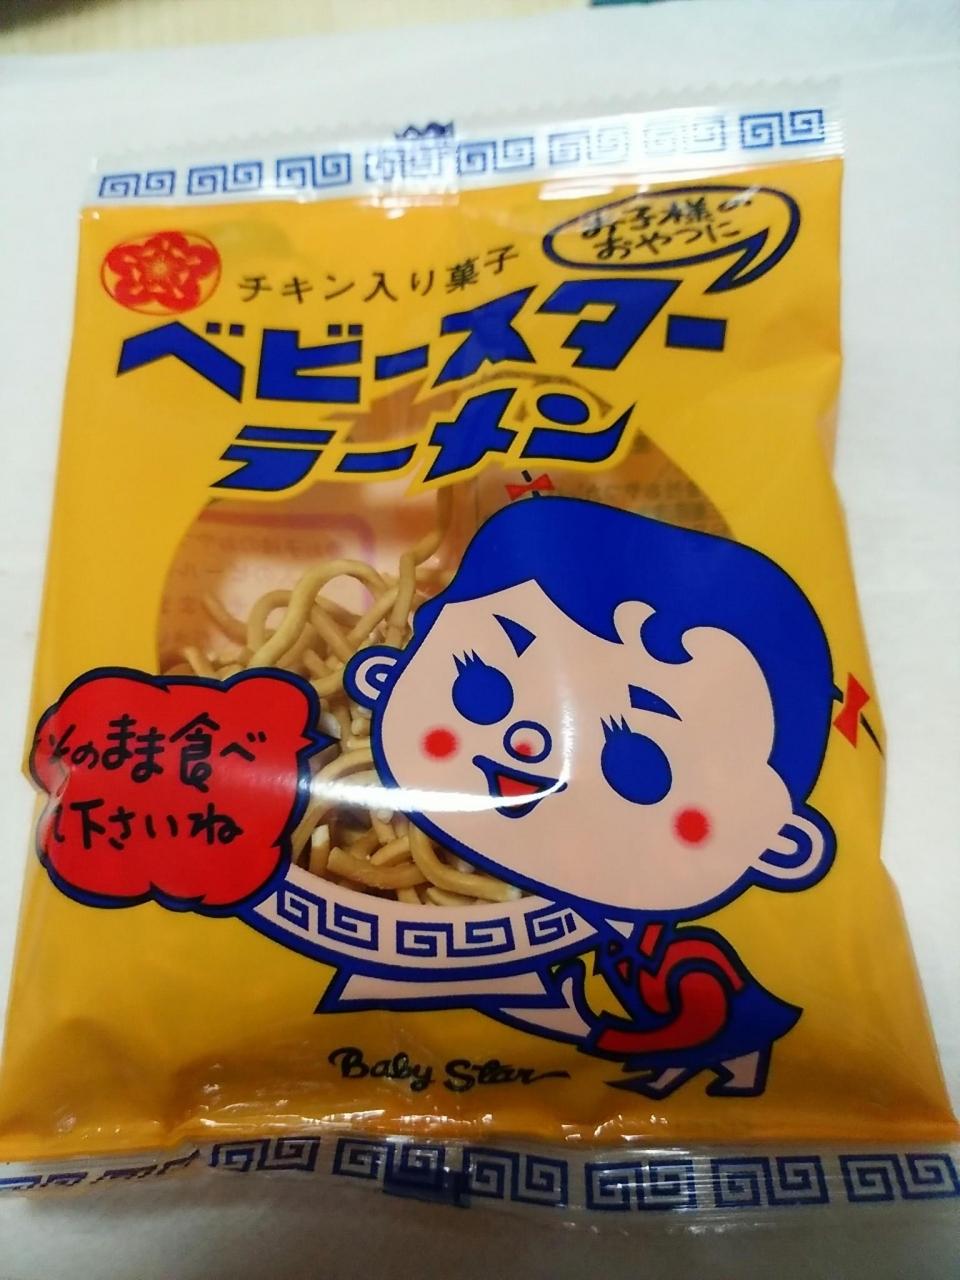 お子様の
おやつに
チキン入り菓子
ベビースター
ラーメン
そのまま食べ
下さいね
Baby Star